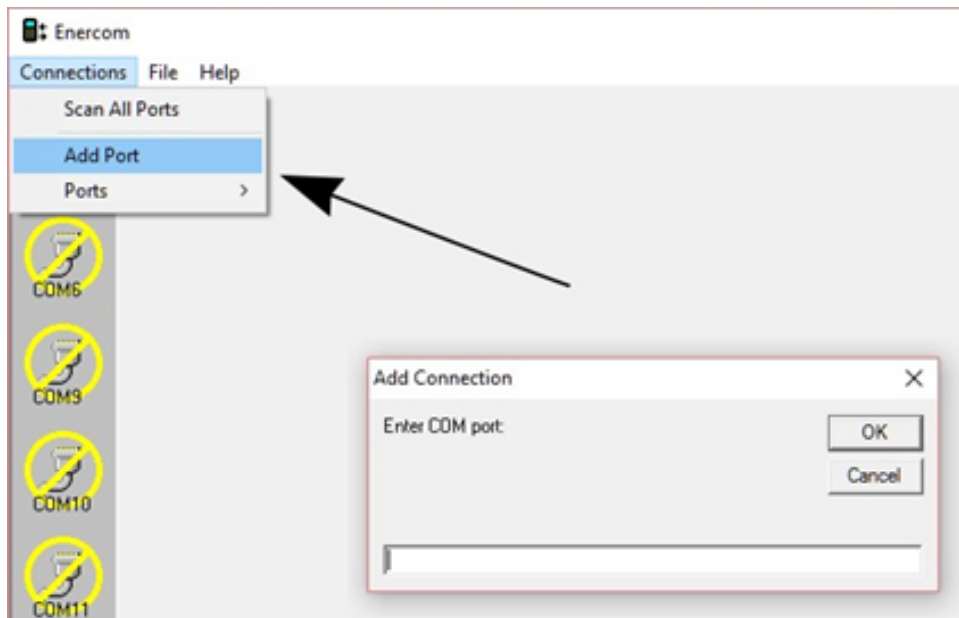 Enercom
Connections File Help
Scan All Ports
Add Port
Ports
COM6
COM9
COM10
COM11
Add Connection
Enter COM port:
OK
Cancel